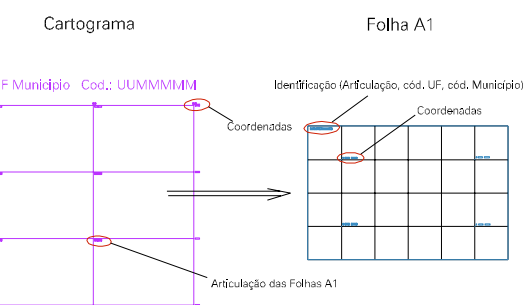 Cartograma
Folha A1
F Municipio Cod.: UUMMMMM
Identificação (Articulação, cód. UF, cód. Município)
Coordenadas
Coordenadas
Articulação das Folhas A1